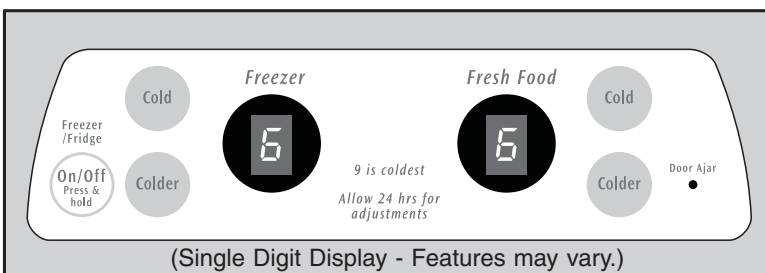 Freezer
Fresh Food
Cold
Cold
Freezer
/Fridge
6
6
On/Off
Press &
hold
Colder
9 is coldest
Allow 24 hrs for
adjustments
Colder
Door Ajar
(Single Digit Display - Features may vary.)